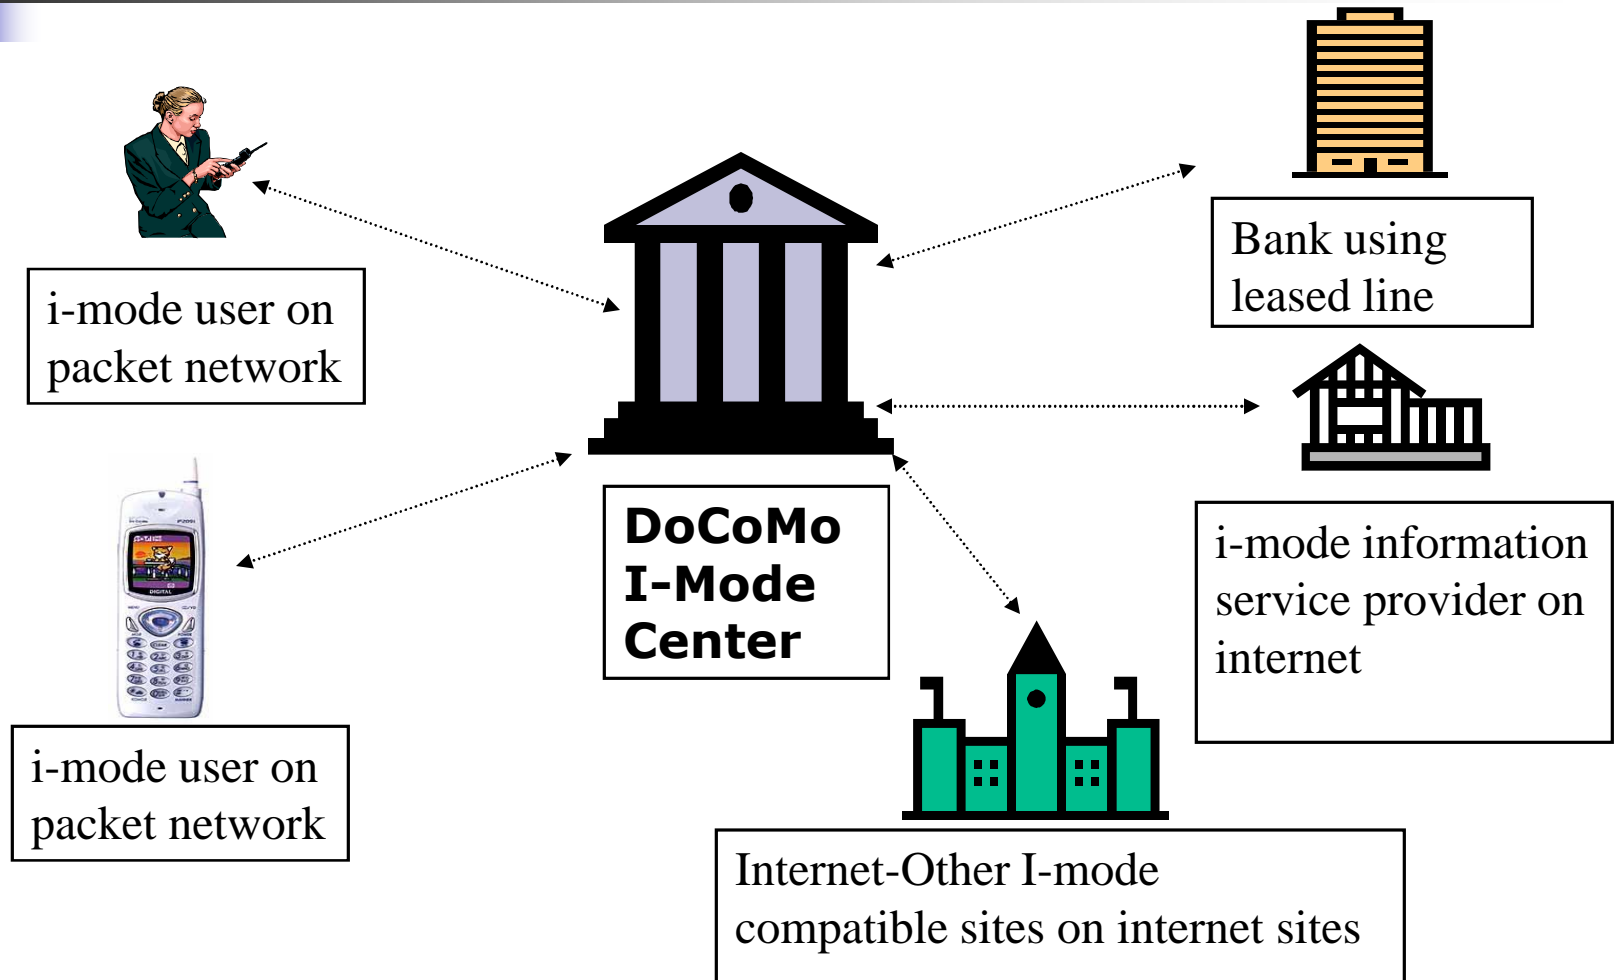 i-mode user on
packet network
Bank using
leased line
DoCoMo
I-Mode
Center
i-mode information
service provider on
internet
DIGITAL
i-mode user on
packet network
Internet-Other I-mode
compatible sites on internet sites